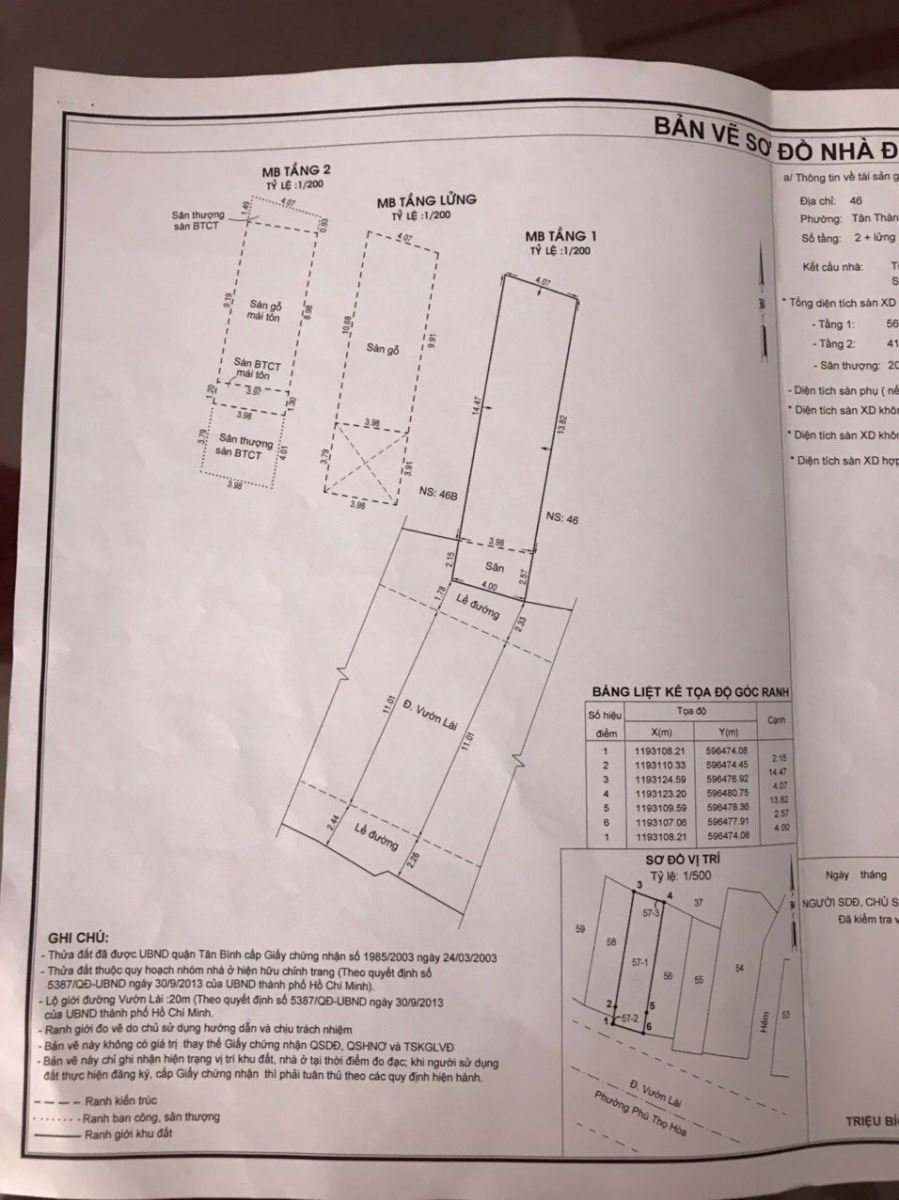 BẢN VẼ SƠ ĐỒ NHÀ Đ
MB TẦNG 2
TỶ LỆ :1/200
4.07
1.49
0.93
Sân thượng
sàn BTCT
9.19
8.98
Sàn gỗ
mái tôn
Sàn BTCT
mái tôn
1.20
3.97
1.30
3.98
3.79
Sân thượng
sàn BTCT
4.01
3.98
MB TẦNG LỬNG
TỶ LỆ :1/200
4.07
10.68
9.91
Sàn gỗ
3.98
3.79
3.91
3.98
MB TẦNG 1
TỶ LỆ :1/200
4.07
14.47
13.82
NS: 46B
NS: 46
3.98
2.15
Sân
2.57
4.00
1.78
Lề đường
2.33
11.01
Đ. Vườn Lài
11.01
2.44
Lề đường
2.26
a/ Thông tin về tài sản g
Địa chỉ: 46
Phường: Tân Thàn
Số tầng: 2 + lửng
Kết cấu nhà: T
S
* Tổng diện tích sàn XD
- Tầng 1: 56
- Tầng 2: 41
- Sân thượng: 20
- Diện tích sàn phụ ( nế
* Diện tích sàn XD khôn
* Diện tích sàn XD khô
* Diện tích sàn XD hợp
BẢNG LIỆT KÊ TỌA ĐỘ GÓC RANH
Số hiệu điểm Tọa độ Cạnh
X(m) Y(m)
1 1193108.21 596474.08
2.15
2 1193110.33 596474.45
14.47
3 1193124.59 596476.92
4.07
4 1193123.20 596480.75
13.82
5 1193109.59 596478.36
2.57
6 1193107.06 596477.91
4.00
1 1193108.21 596474.08
SƠ ĐỒ VỊ TRÍ
Tỷ lệ: 1/500
3
4
57-3
37
59
58
57-1
56
55
54
53
Hẻm
2
5
57-2
1
6
Đ. Vườn Lài
Phường Phú Thọ Hòa
Ngày tháng
NGƯỜI SDĐ, CHỦ S
Đã kiểm tra v
TRIỆU BÍ
GHI CHÚ:
- Thửa đất đã được UBND quận Tân Bình cấp Giấy chứng nhận số 1985/2003 ngày 24/03/2003
- Thửa đất thuộc quy hoạch nhóm nhà ở hiện hữu chỉnh trang (Theo quyết định số
5387/QĐ-UBND ngày 30/9/2013 của UBND thành phố Hồ Chí Minh).
- Lộ giới đường Vườn Lài :20m (Theo quyết định số 5387/QĐ-UBND ngày 30/9/2013
của UBND thành phố Hồ Chí Minh.
- Ranh giới đo vẽ do chủ sử dụng hướng dẫn và chịu trách nhiệm
- Bản vẽ này không có giá trị thay thế Giấy chứng nhận QSDĐ, QSHNƠ và TSKGLVĐ
- Bản vẽ này chỉ ghi nhận hiện trạng vị trí khu đất, nhà ở tại thời điểm đo đạc; khi người sử dụng
đất thực hiện đăng ký, cấp Giấy chứng nhận thì phải tuân thủ theo các quy định hiện hành.
Ranh kiến trúc
Ranh ban công, sân thượng
Ranh giới khu đất